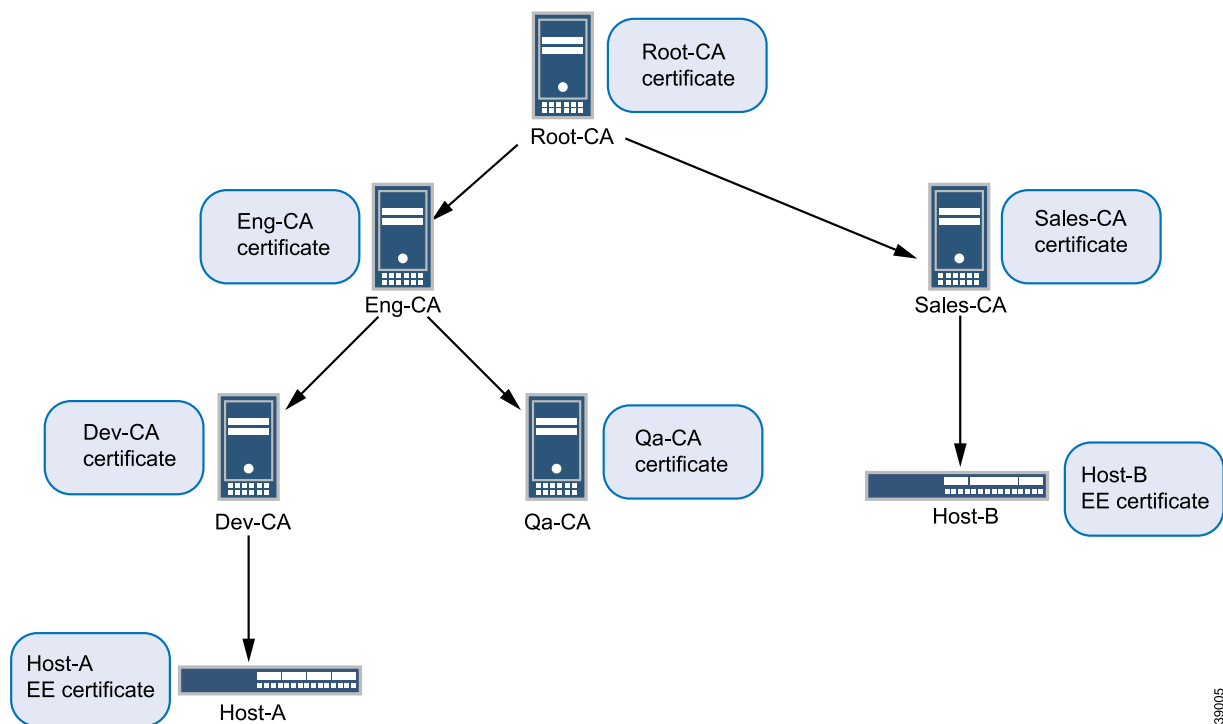 Root-CA
certificate
Root-CA
Eng-CA
certificate
Sales-CA
certificate
Eng-CA
Sales-CA
Dev-CA
certificate
Qa-CA
certificate
Host-B
EE certificate
Dev-CA
Qa-CA
Host-B
Host-A
EE certificate
Host-A
39005